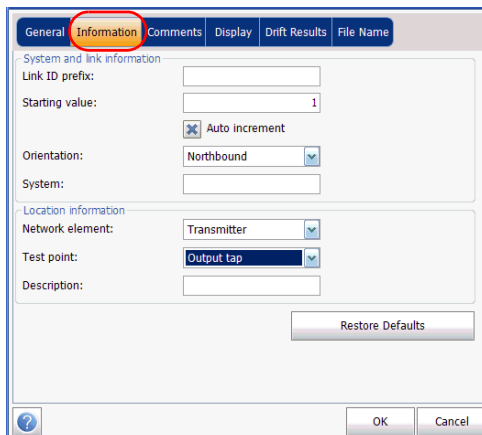 General Information Comments Display Drift Results File Name
System and link information
Link ID prefix:
Starting value: 1
Auto increment
Orientation: Northbound
System:
Location information
Network element: Transmitter
Test point: Output tap
Description:
Restore Defaults
? OK Cancel